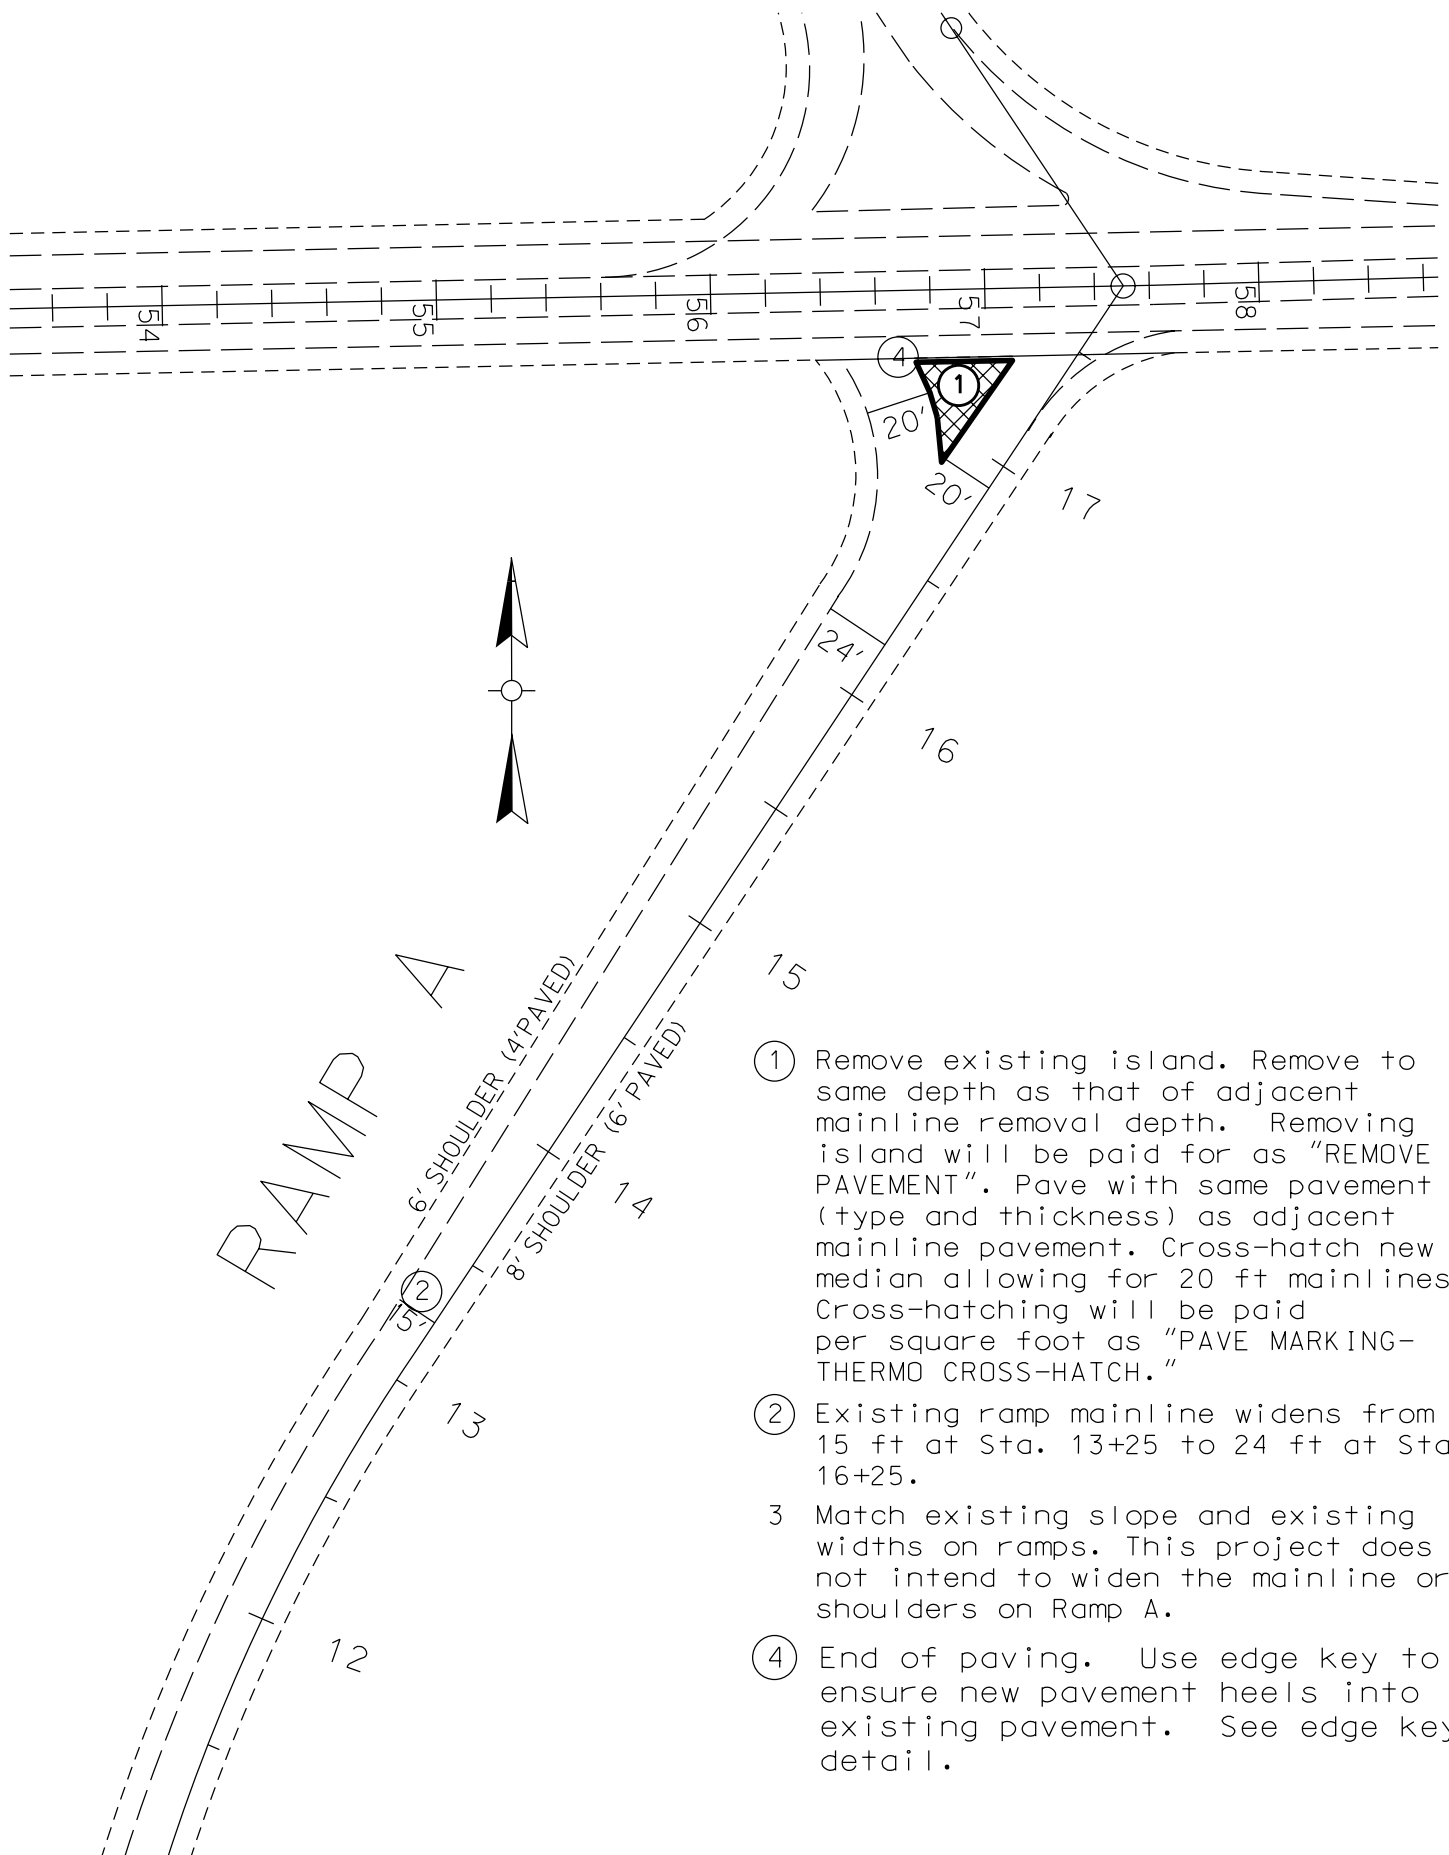 54
55
56
57
58
4
1
20'
20'
17
24'
16
15
RAMP A
6' SHOULDER (4'PAVED)
8' SHOULDER (6' PAVED)
14
2
15'
13
12
1 Remove existing island. Remove to
same depth as that of adjacent
mainline removal depth. Removing
island will be paid for as "REMOVE
PAVEMENT". Pave with same pavement
(type and thickness) as adjacent
mainline pavement. Cross-hatch new
median allowing for 20 ft mainlines
Cross-hatching will be paid
per square foot as "PAVE MARKING-
THERMO CROSS-HATCH."
2 Existing ramp mainline widens from
15 ft at Sta. 13+25 to 24 ft at Sta
16+25.
3 Match existing slope and existing
widths on ramps. This project does
not intend to widen the mainline or
shoulders on Ramp A.
4 End of paving. Use edge key to
ensure new pavement heels into
existing pavement. See edge key
detail.